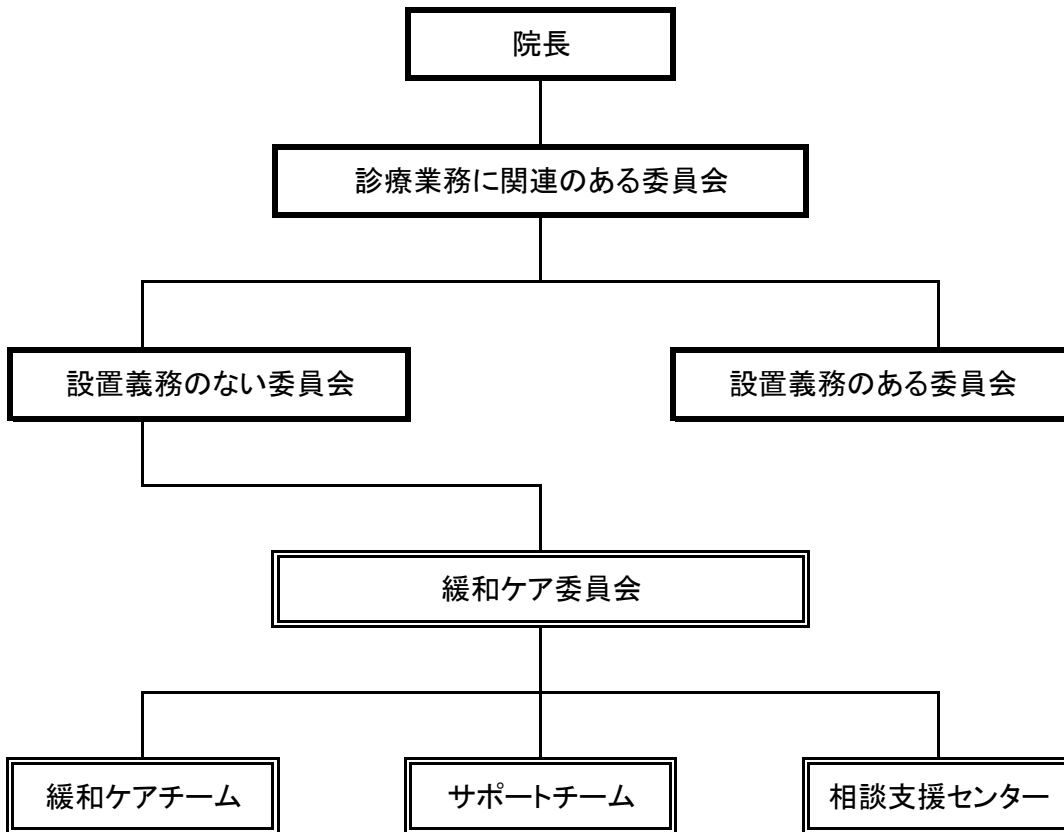 院長
診療業務に関連のある委員会
設置義務のない委員会
設置義務のある委員会
緩和ケア委員会
緩和ケアチーム
サポートチーム
相談支援センター